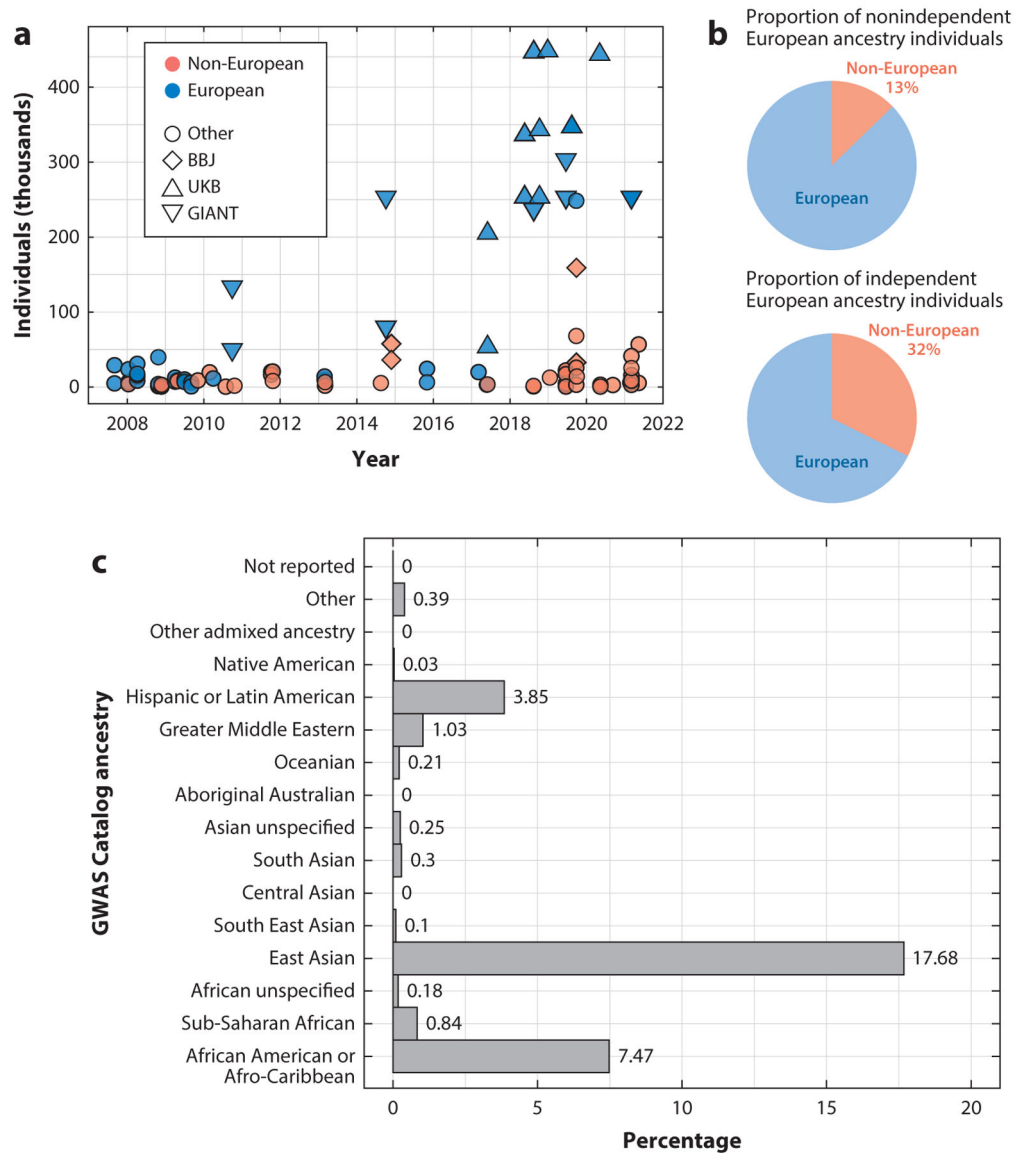 a
Individuals (thousands)
400
300
200
100
0
Non-European
European
Other
BBJ
UKB
GIANT
2008 2010 2012 2014 2016 2018 2020 2022
Year
b
Proportion of nonindependent
European ancestry individuals
Non-European
13%
European
Proportion of independent
European ancestry individuals
Non-European
32%
European
c
GWAS Catalog ancestry
Not reported 0
Other 0.39
Other admixed ancestry 0
Native American 0.03
Hispanic or Latin American 3.85
Greater Middle Eastern 1.03
Oceanian 0.21
Aboriginal Australian 0
Asian unspecified 0.25
South Asian 0.3
Central Asian 0
South East Asian 0.1
East Asian 17.68
African unspecified 0.18
Sub-Saharan African 0.84
African American or
Afro-Caribbean 7.47
0 5 10 15 20
Percentage